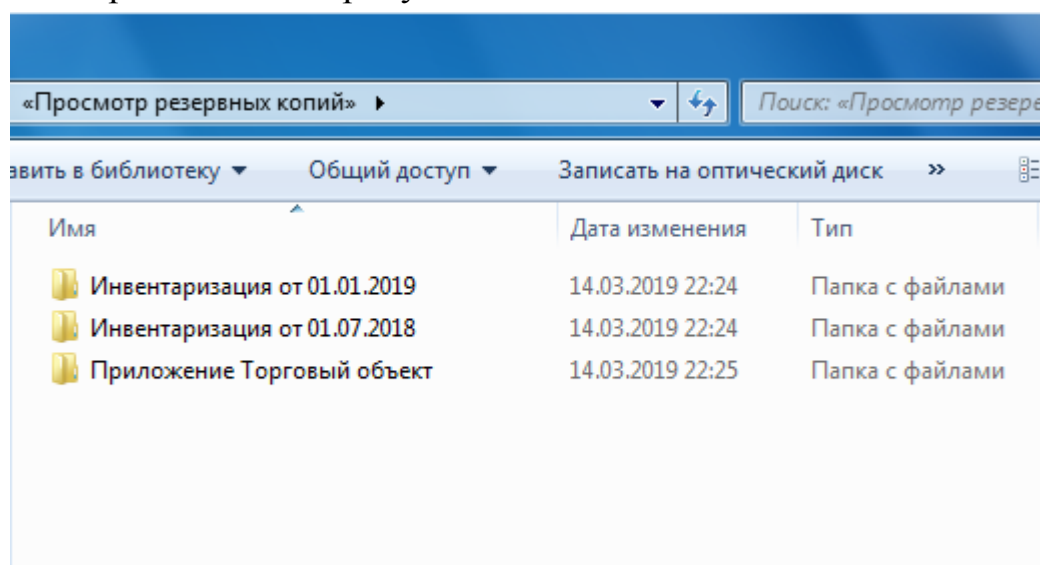 «Просмотр резервных копий»
Поиск: «Просмотр резерв
авить в библиотеку Общий доступ Записать на оптический диск »
Имя Дата изменения Тип
Инвентаризация от 01.01.2019 14.03.2019 22:24 Папка с файлами
Инвентаризация от 01.07.2018 14.03.2019 22:24 Папка с файлами
Приложение Торговый объект 14.03.2019 22:25 Папка с файлами